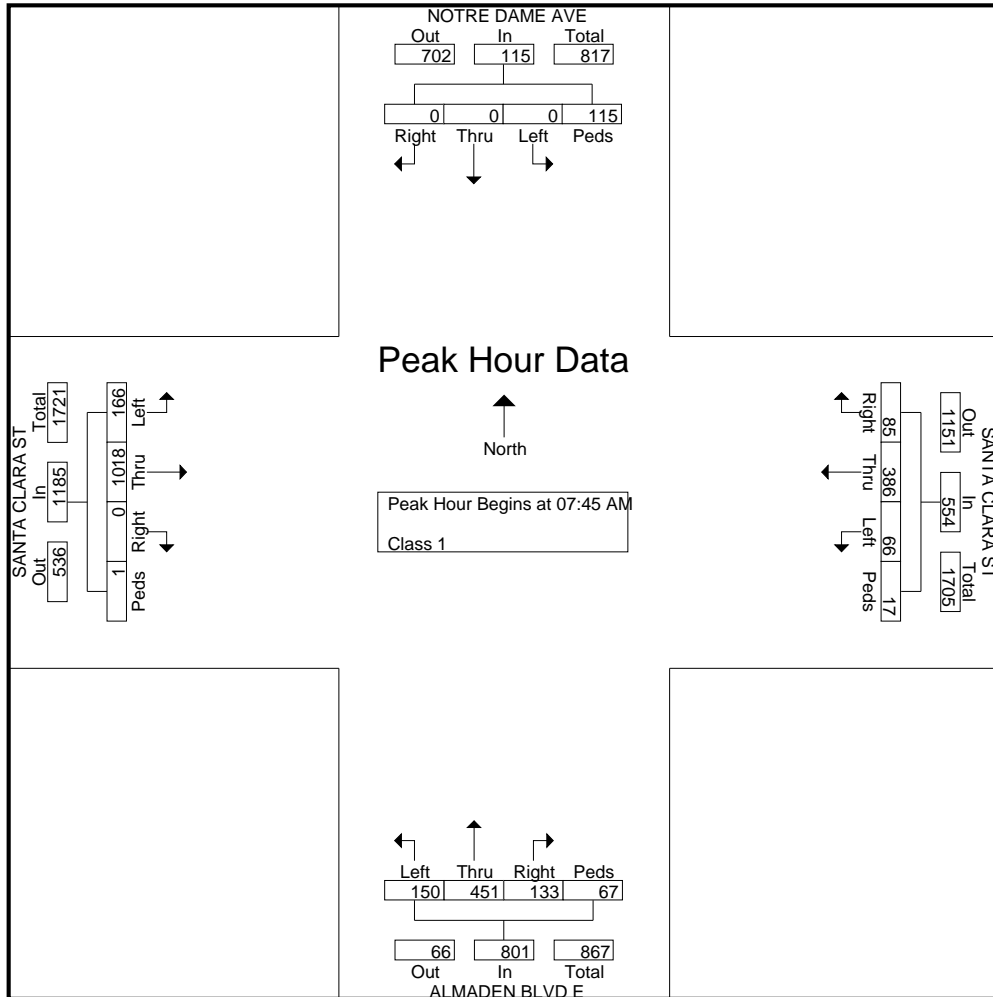 NOTRE DAME AVE
Out In Total
702 115 817
0 0 0 115
Right Thru Left Peds
Peak Hour Data
North
Peak Hour Begins at 07:45 AM
Class 1
SANTA CLARA ST
Out In Total
536 1185 1721
166 1018 0 1
Left Thru Right Peds
SANTA CLARA ST
Out In Total
1151 554 1705
85 386 66 17
Right Thru Left Peds
Left Thru Right Peds
150 451 133 67
66 801 867
Out In Total
ALMADEN BLVD E